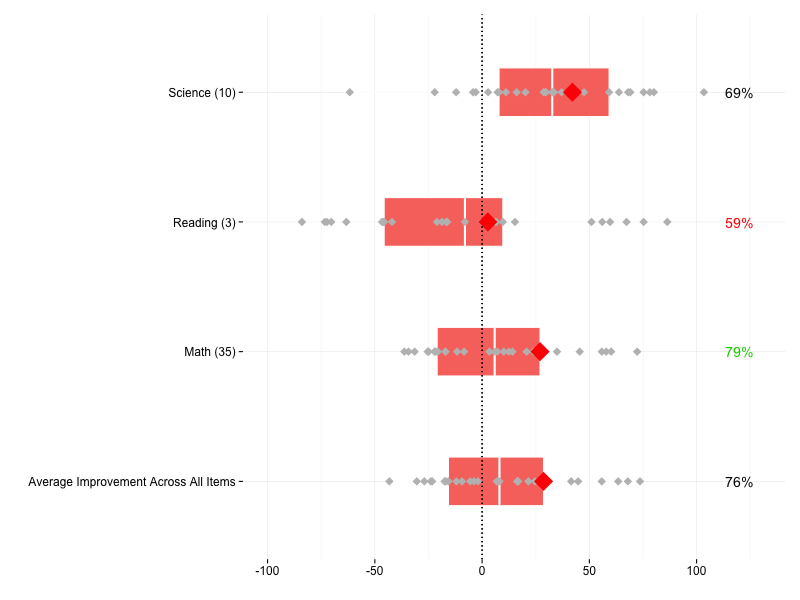 Science (10)
69%
Reading (3)
59%
Math (35)
79%
Average Improvement Across All Items
76%
-100 -50 0 50 100